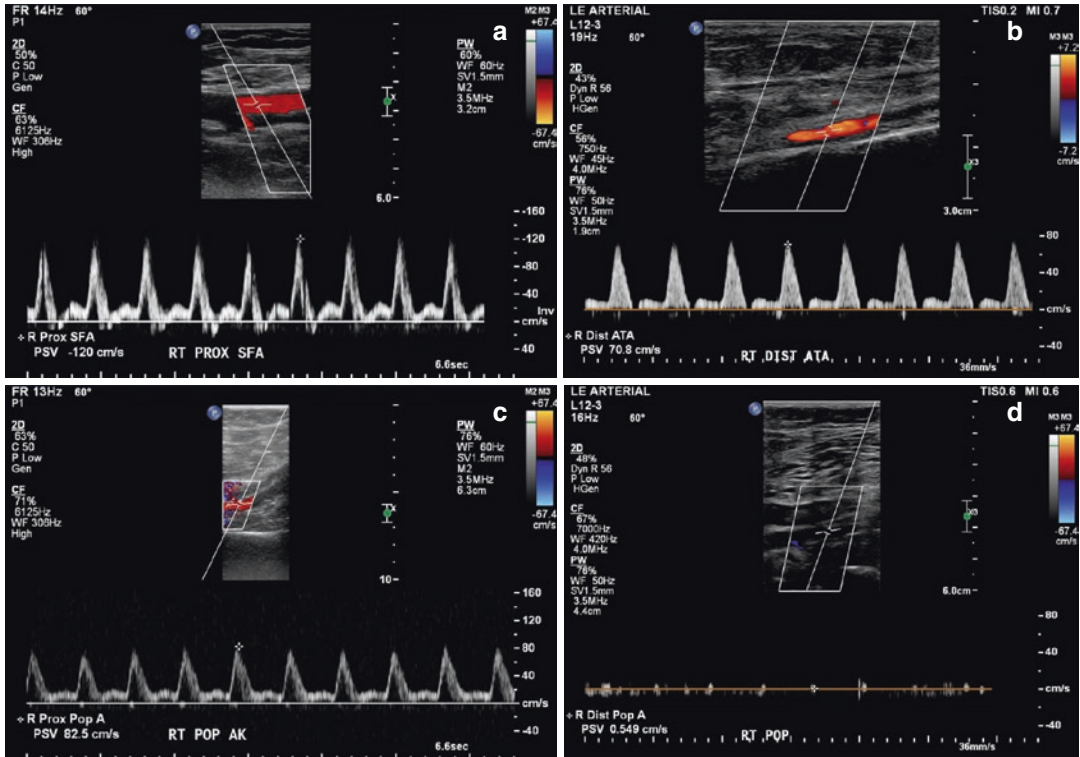 FR 14Hz 60°
P1
2D
50%
C 50
P Low
Gen
CF
63%
6125Hz
WF 306Hz
High
P
a
M2 M3
+67.4
-67.4
cm/s
PW
60%
WF 60Hz
SV1.5mm
M2
3.5MHz
3.2cm
x
6.0
-160
-120
-80
-40
Inv
cm/s
40
R Prox SFA
PSV -120 cm/s
RT PROX SFA
6.6sec
LE ARTERIAL
TIS0.2 MI 0.7
L12-3
19Hz 60°
2D
43%
Dyn R 56
P Low
HGen
CF
56%
750Hz
WF 45Hz
4.0MHz
PW
76%
WF 50Hz
SV1.5mm
3.5MHz
1.9cm
P
b
M3 M3
+7.2
-7.2
cm/s
x3
3.0cm
80
40
cm/s
-40
R Dist ATA
PSV 70.8 cm/s
RT DIST ATA
36mm/s
FR 13Hz 60°
P1
2D
63%
C 50
P Low
Gen
CF
71%
6125Hz
WF 306Hz
High
P
c
M2 M3
+67.4
-67.4
cm/s
PW
76%
WF 60Hz
SV1.5mm
M2
3.5MHz
6.3cm
x
10
160
120
80
40
cm/s
-40
R Prox Pop A
PSV 82.5 cm/s
RT POP AK
6.6sec
LE ARTERIAL
TIS0.6 MI 0.6
L12-3
16Hz 60°
2D
48%
Dyn R 56
P Low
HGen
CF
67%
7000Hz
WF 420Hz
4.0MHz
PW
76%
WF 50Hz
SV1.5mm
3.5MHz
4.4cm
P
d
M3 M3
+67.4
-67.4
cm/s
x3
6.0cm
80
40
cm/s
-40
R Dist Pop A
PSV 0.549 cm/s
RT POP
36mm/s